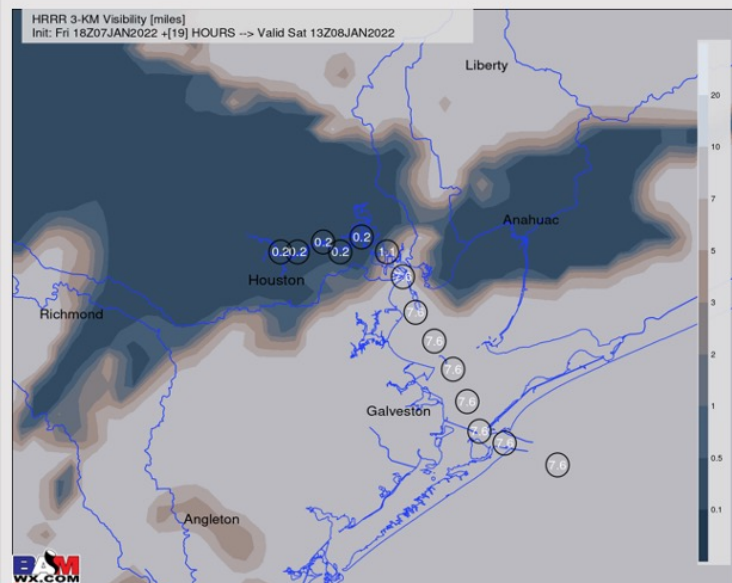 HRRR 3-KM Visibility [miles]
Init: Fri 18Z07JAN2022 +[19] HOURS --> Valid Sat 13Z08JAN2022
Liberty
20
10
7
Anahuac
0.2 0.2 0.2 0.2 0.2 1.1
5
Houston
7.6
3
Richmond
7.6
7.6
2
7.6
1
7.6
Galveston
7.6
7.6
0.5
7.6
0.1
Angleton
BAM
WX.COM